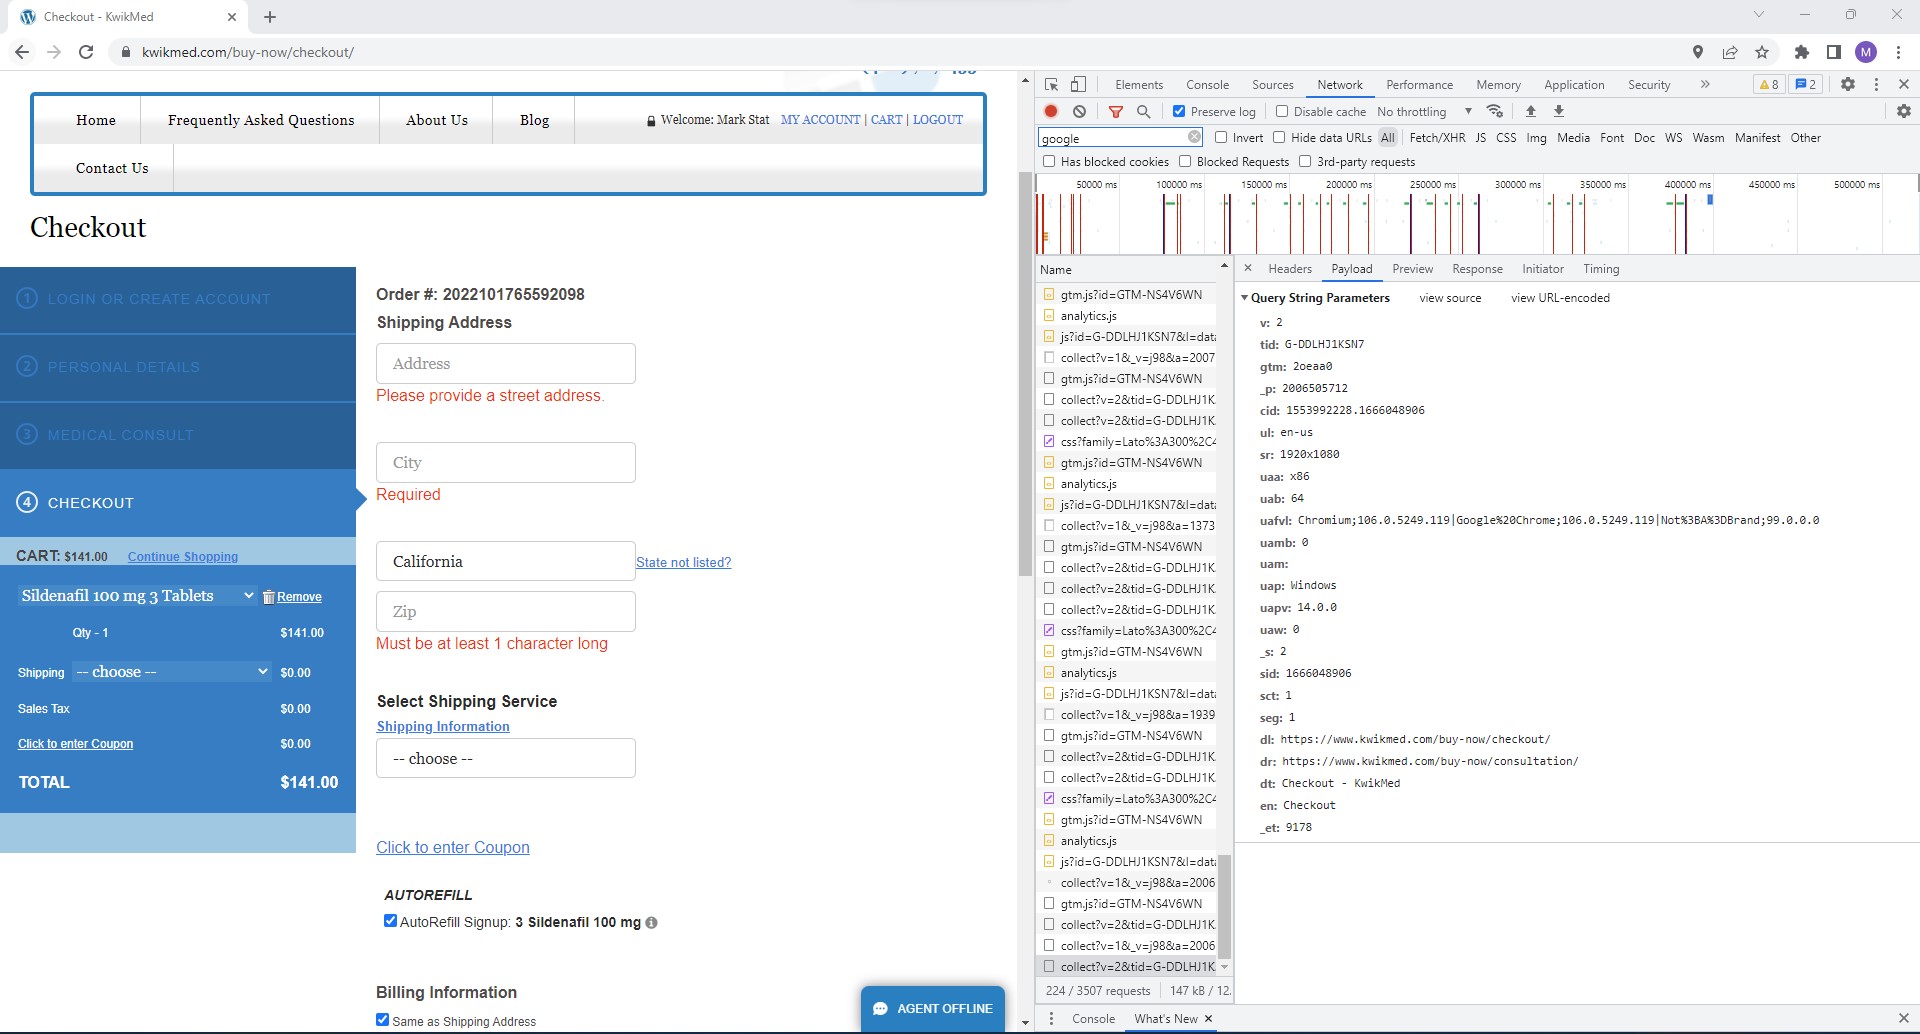 Checkout - KwikMed
kwikmed.com/buy-now/checkout/
M
Home
Frequently Asked Questions
About Us
Blog
Welcome: Mark Stat MY ACCOUNT | CART | LOGOUT
Contact Us
Checkout
1 LOGIN OR CREATE ACCOUNT
2 PERSONAL DETAILS
3 MEDICAL CONSULT
4 CHECKOUT
CART: $141.00 Continue Shopping
Sildenafil 100 mg 3 Tablets Remove
Qty - 1 $141.00
Shipping -- choose -- $0.00
Sales Tax $0.00
Click to enter Coupon $0.00
TOTAL $141.00
Order #: 2022101765592098
Shipping Address
Address
Please provide a street address.
City
Required
California State not listed?
Zip
Must be at least 1 character long
Select Shipping Service
Shipping Information
-- choose --
Click to enter Coupon
AUTOREFILL
AutoRefill Signup: 3 Sildenafil 100 mg
Billing Information
Same as Shipping Address
AGENT OFFLINE
Elements Console Sources Network Performance Memory Application Security 8 2
Preserve log Disable cache No throttling
google Invert Hide data URLs All Fetch/XHR JS CSS Img Media Font Doc WS Wasm Manifest Other
Has blocked cookies Blocked Requests 3rd-party requests
50000 ms 100000 ms 150000 ms 200000 ms 250000 ms 300000 ms 350000 ms 400000 ms 450000 ms 500000 ms
Name
gtm.js?id=GTM-NS4V6WN
analytics.js
js?id=G-DDLHJ1KSN7&l=data
collect?v=1&_v=j98&a=2007
gtm.js?id=GTM-NS4V6WN
collect?v=2&tid=G-DDLHJ1K
collect?v=2&tid=G-DDLHJ1K
css?family=Lato%3A300%2C4
gtm.js?id=GTM-NS4V6WN
analytics.js
js?id=G-DDLHJ1KSN7&l=data
collect?v=1&_v=j98&a=1373
gtm.js?id=GTM-NS4V6WN
collect?v=2&tid=G-DDLHJ1K
collect?v=2&tid=G-DDLHJ1K
collect?v=2&tid=G-DDLHJ1K
css?family=Lato%3A300%2C4
gtm.js?id=GTM-NS4V6WN
analytics.js
js?id=G-DDLHJ1KSN7&l=data
collect?v=1&_v=j98&a=1939
gtm.js?id=GTM-NS4V6WN
collect?v=2&tid=G-DDLHJ1K
collect?v=2&tid=G-DDLHJ1K
css?family=Lato%3A300%2C4
gtm.js?id=GTM-NS4V6WN
analytics.js
js?id=G-DDLHJ1KSN7&l=data
collect?v=1&_v=j98&a=2006
gtm.js?id=GTM-NS4V6WN
collect?v=2&tid=G-DDLHJ1K
collect?v=1&_v=j98&a=2006
collect?v=2&tid=G-DDLHJ1K
224 / 3507 requests 147 kB / 12.
Headers Payload Preview Response Initiator Timing
Query String Parameters view source view URL-encoded
v: 2
tid: G-DDLHJ1KSN7
gtm: 2oeaa0
_p: 2006505712
cid: 1553992228.1666048906
ul: en-us
sr: 1920x1080
uaa: x86
uab: 64
uafvl: Chromium;106.0.5249.119|Google%20Chrome;106.0.5249.119|Not%3BA%3DBrand;99.0.0.0
uamb: 0
uam:
uap: Windows
uapv: 14.0.0
uaw: 0
_s: 2
sid: 1666048906
sct: 1
seg: 1
dl: https://www.kwikmed.com/buy-now/checkout/
dr: https://www.kwikmed.com/buy-now/consultation/
dt: Checkout - KwikMed
en: Checkout
_et: 9178
Console What's New